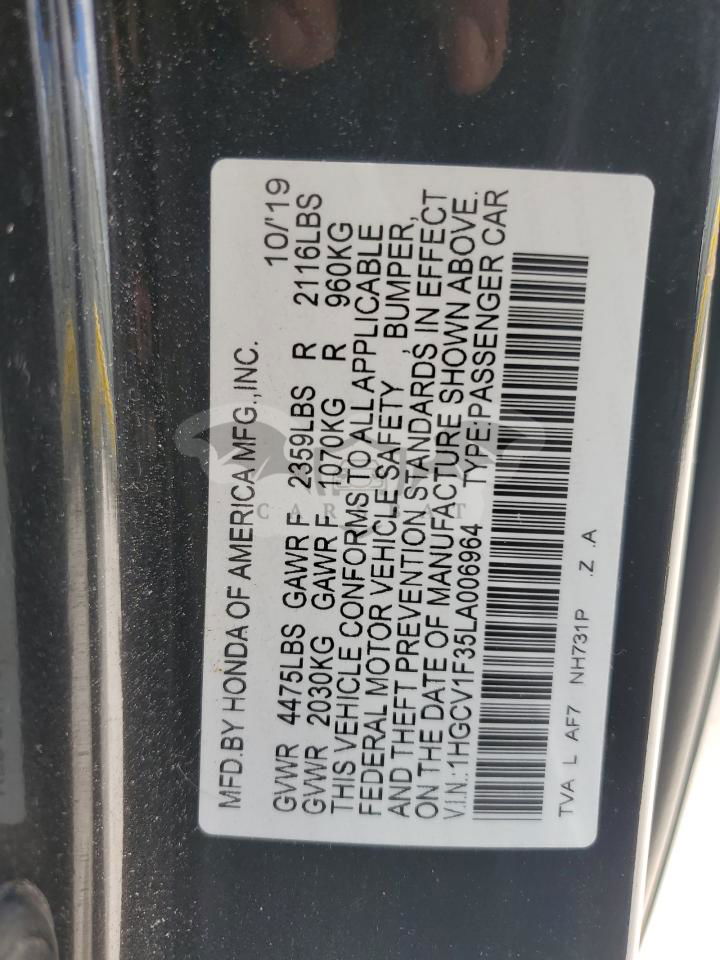 MFD.BY HONDA OF AMERICA MFG.,INC. 10/'19
GVWR 4475LBS GAWR F 2359LBS R 2116LBS
GVWR 2030KG GAWR F 1070KG R 960KG
THIS VEHICLE CONFORMS TO ALL APPLICABLE
FEDERAL MOTOR VEHICLE SAFETY , BUMPER,
AND THEFT PREVENTION STANDARDS IN EFFECT
ON THE DATE OF MANUFACTURE SHOWN ABOVE.
V.I.N.:1HGCV1F35LA006964 TYPE:PASSENGER CAR
TVA L AF7 NH731P .Z .A
CAR BAT